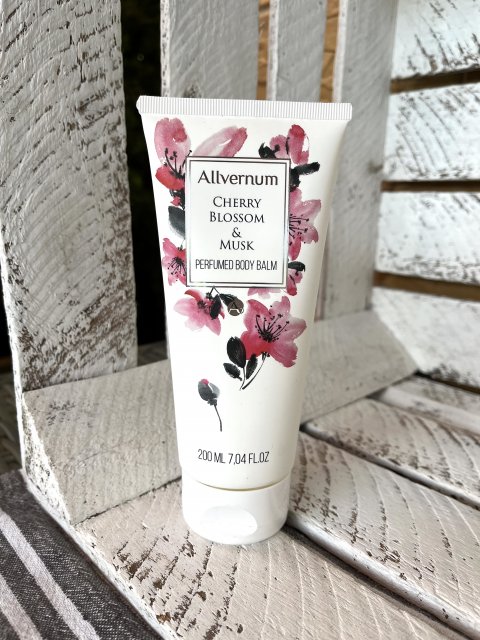 Allvernum
CHERRY
BLOSSOM
&
MUSK
PERFUMED BODY BALM
200 ML 7,04 FL.OZ